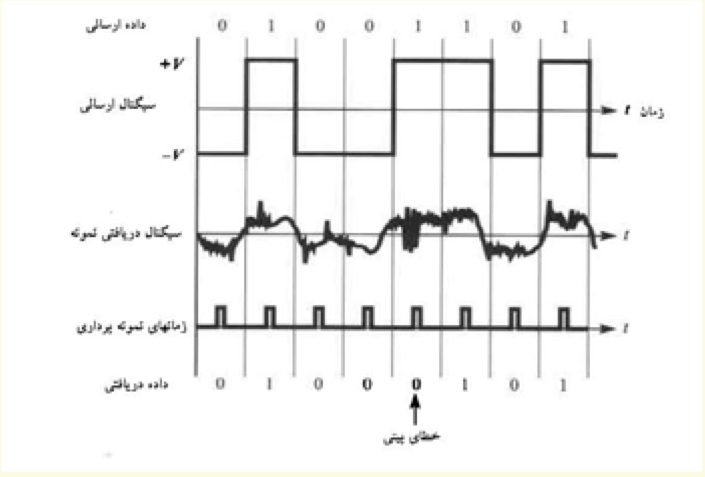 داده ارسالی 0 1 0 0 1 1 0 1
+V
سیگنال ارسالی
t زمان
−V
سیگنال دریافتی نمونه t
زمانهای نمونه برداری t
داده دریافتی 0 1 0 0 0 1 0 1
خطای بیتی